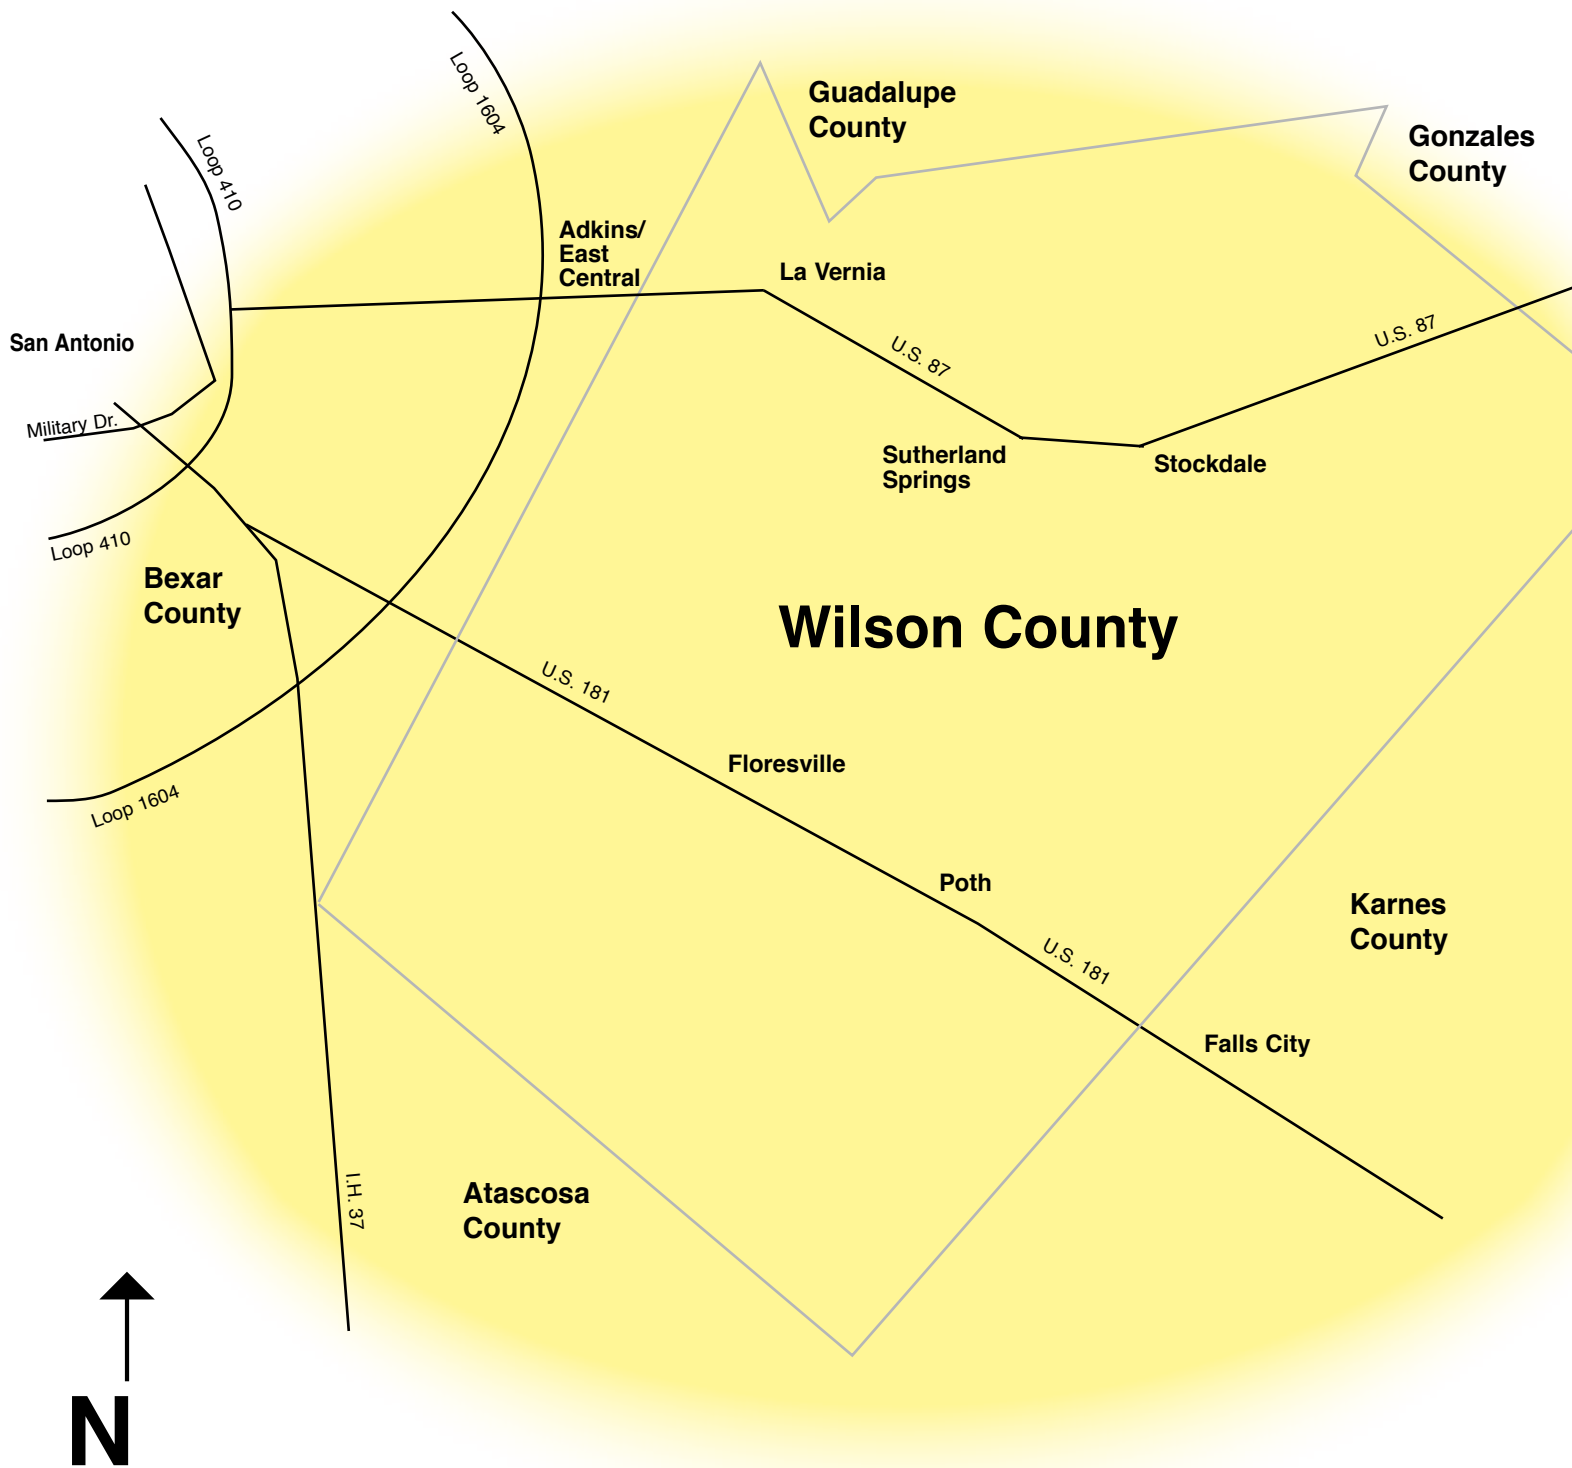 Loop 1604
Guadalupe
County
Gonzales
County
Loop 410
Adkins/
East
Central
La Vernia
San Antonio
U.S. 87
U.S. 87
Military Dr.
Sutherland
Springs
Stockdale
Loop 410
Bexar
County
Wilson County
U.S. 181
Floresville
Loop 1604
Poth
Karnes
County
U.S. 181
Falls City
I.H. 37
Atascosa
County
N